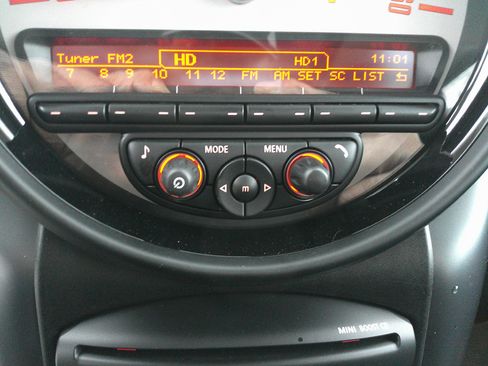 Tuner FM2 HD HD1 11:01
7 8 9 10 11 12 FM AM SET SC LIST
MODE MENU
m
MINI BOOST CD